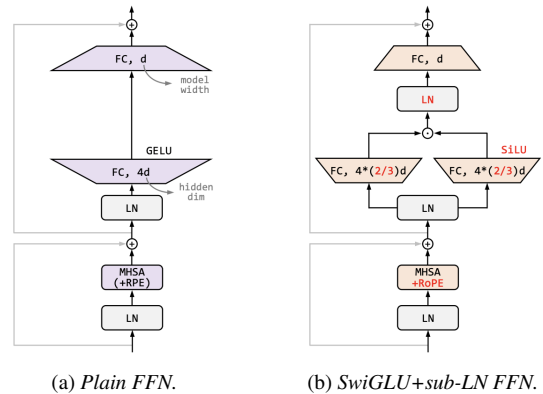 FC, d
model
width
GELU
FC, 4d
hidden
dim
LN
MHSA
(+RPE)
LN
(a) Plain FFN.
FC, d
LN
SiLU
FC, 4*(2/3)d
FC, 4*(2/3)d
LN
MHSA
+RoPE
LN
(b) SwiGLU+sub-LN FFN.